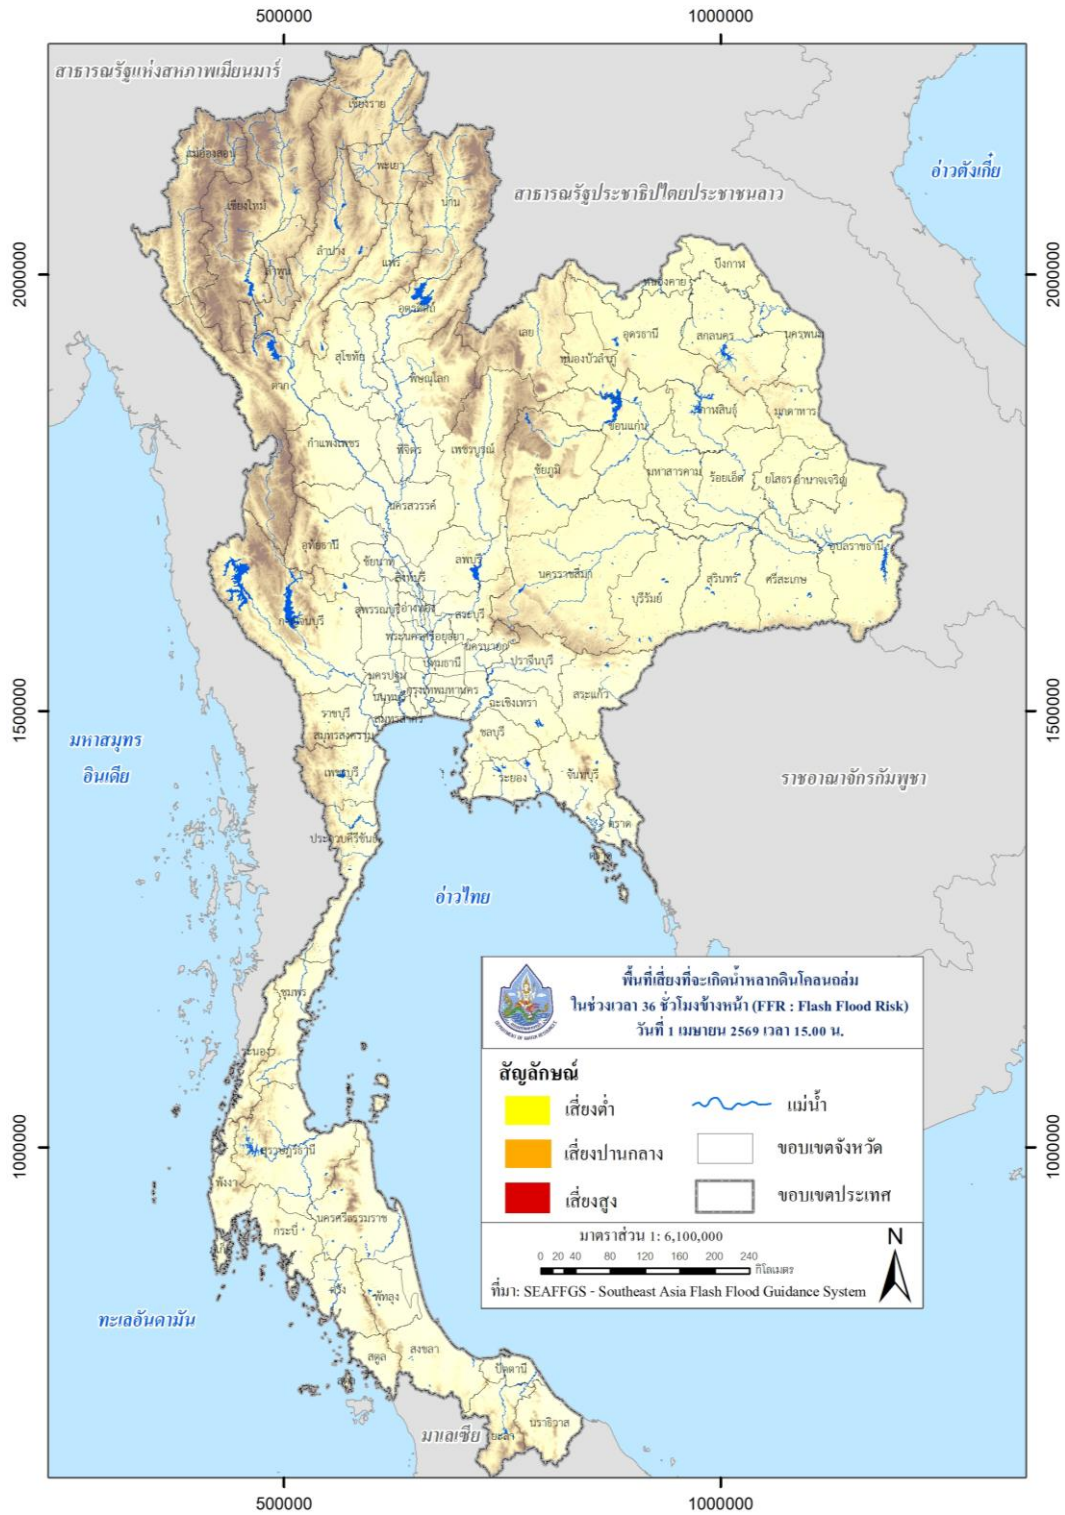 500000
1000000
สาธารณรัฐแห่งสหภาพเมียนมาร์
เชียงราย
แม่ฮ่องสอน
พะเยา
อ่าวตังเกี๋ย
สาธารณรัฐประชาธิปไตยประชาชนลาว
เชียงใหม่
น่าน
ลำปาง
แพร่
ลำพูน
2000000
2000000
บึงกาฬ
หนองคาย
อุตรดิตถ์
เลย
อุดรธานี
สกลนคร
นครพนม
สุโขทัย
หนองบัวลำภู
ตาก
พิษณุโลก
กาฬสินธุ์
มุกดาหาร
ขอนแก่น
กำแพงเพชร
พิจิตร
เพชรบูรณ์
ชัยภูมิ
มหาสารคาม
ร้อยเอ็ด
ยโสธร
อำนาจเจริญ
นครสวรรค์
อุทัยธานี
ชัยนาท
ลพบุรี
อุบลราชธานี
สิงห์บุรี
นครราชสีมา
สุรินทร์
ศรีสะเกษ
บุรีรัมย์
สุพรรณบุรี
อ่างทอง
สระบุรี
กาญจนบุรี
พระนครศรีอยุธยา
นครนายก
ปทุมธานี
ปราจีนบุรี
นครปฐม
นนทบุรี
กรุงเทพมหานคร
สระแก้ว
ฉะเชิงเทรา
1500000
1500000
ราชบุรี
สมุทรสาคร
สมุทรสงคราม
ชลบุรี
มหาสมุทร
อินเดีย
เพชรบุรี
ระยอง
จันทบุรี
ราชอาณาจักรกัมพูชา
ตราด
ประจวบคีรีขันธ์
ตราด
อ่าวไทย
พื้นที่เสี่ยงที่จะเกิดน้ำหลากดินโคลนถล่ม
ในช่วงเวลา 36 ชั่วโมงข้างหน้า (FFR : Flash Flood Risk)
วันที่ 1 เมษายน 2569 เวลา 15.00 น.
ชุมพร
ระนอง
สัญลักษณ์
เสี่ยงต่ำ
แม่น้ำ
เสี่ยงปานกลาง
ขอบเขตจังหวัด
เสี่ยงสูง
ขอบเขตประเทศ
1000000
1000000
สุราษฎร์ธานี
พังงา
นครศรีธรรมราช
กระบี่
มาตราส่วน 1: 6,100,000
N
0 20 40 80 120 160 200 240
กิโลเมตร
ที่มา: SEAFFGS - Southeast Asia Flash Flood Guidance System
ภูเก็ต
ตรัง
พัทลุง
ทะเลอันดามัน
สงขลา
สตูล
สตูล
ปัตตานี
นราธิวาส
ยะลา
มาเลเซีย
500000
1000000